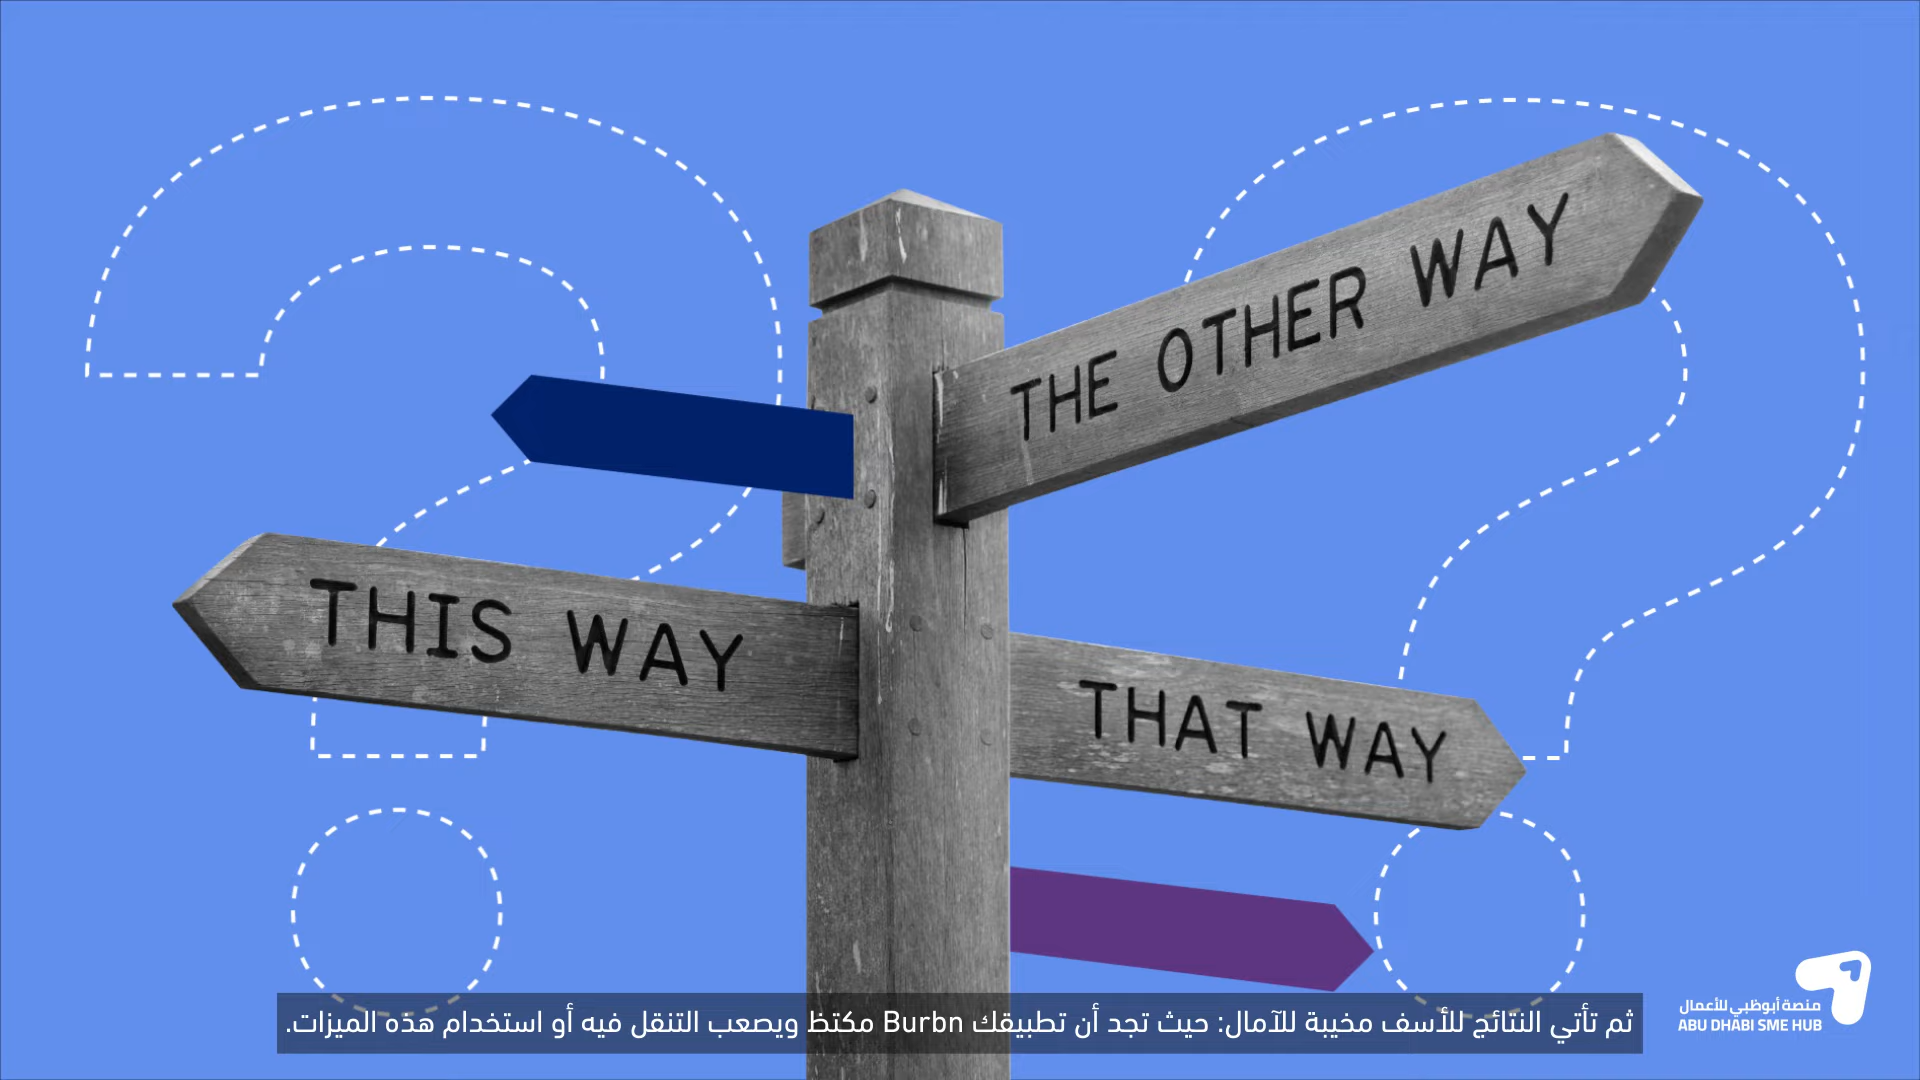 THE OTHER WAY
THIS WAY
THAT WAY
ثم تأتي النتائج للأسف مخيبة للآمال: حيث تجد أن تطبيقك Burbn مكتظ ويصعب التنقل فيه أو استخدام هذه الميزات.
منصة أبوظبي للأعمال
ABU DHABI SME HUB